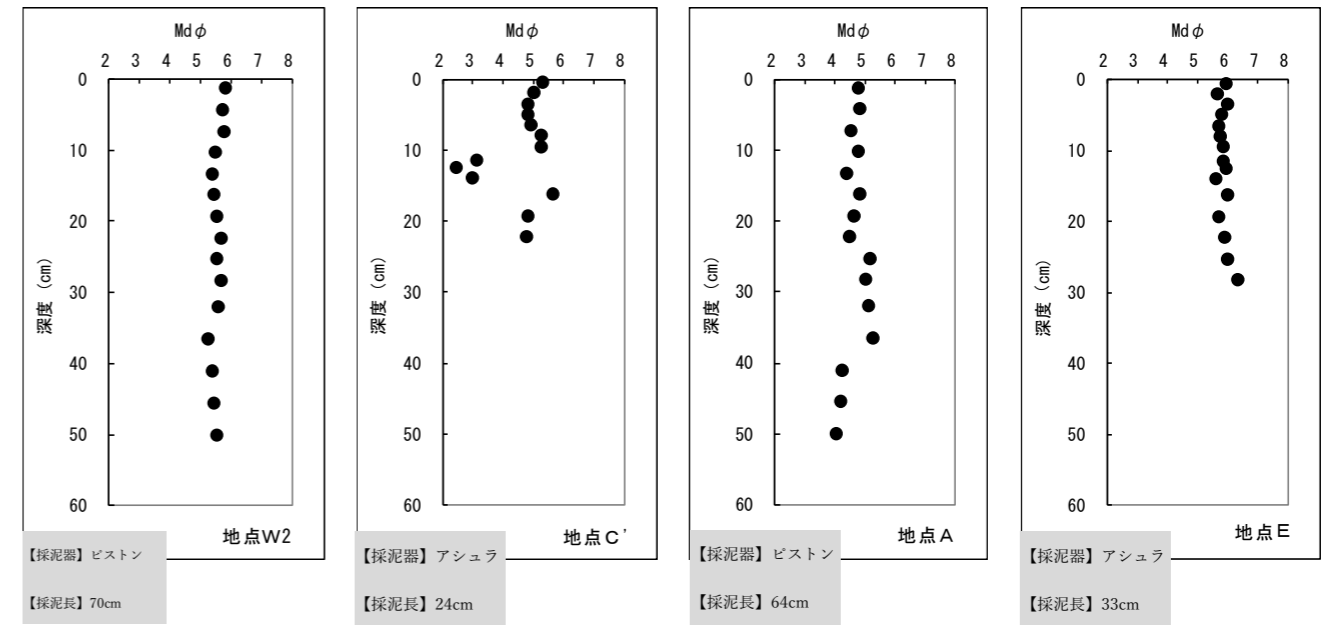 Mdφ
2 3 4 5 6 7 8
0
10
20
30
40
50
60
深度（cm）
地点W2
【採泥器】ピストン
【採泥長】70cm
Mdφ
2 3 4 5 6 7 8
0
10
20
30
40
50
60
深度（cm）
地点C'
【採泥器】アシュラ
【採泥長】24cm
Mdφ
2 3 4 5 6 7 8
0
10
20
30
40
50
60
深度（cm）
地点A
【採泥器】ピストン
【採泥長】64cm
Mdφ
2 3 4 5 6 7 8
0
10
20
30
40
50
60
深度（cm）
地点E
【採泥器】アシュラ
【採泥長】33cm